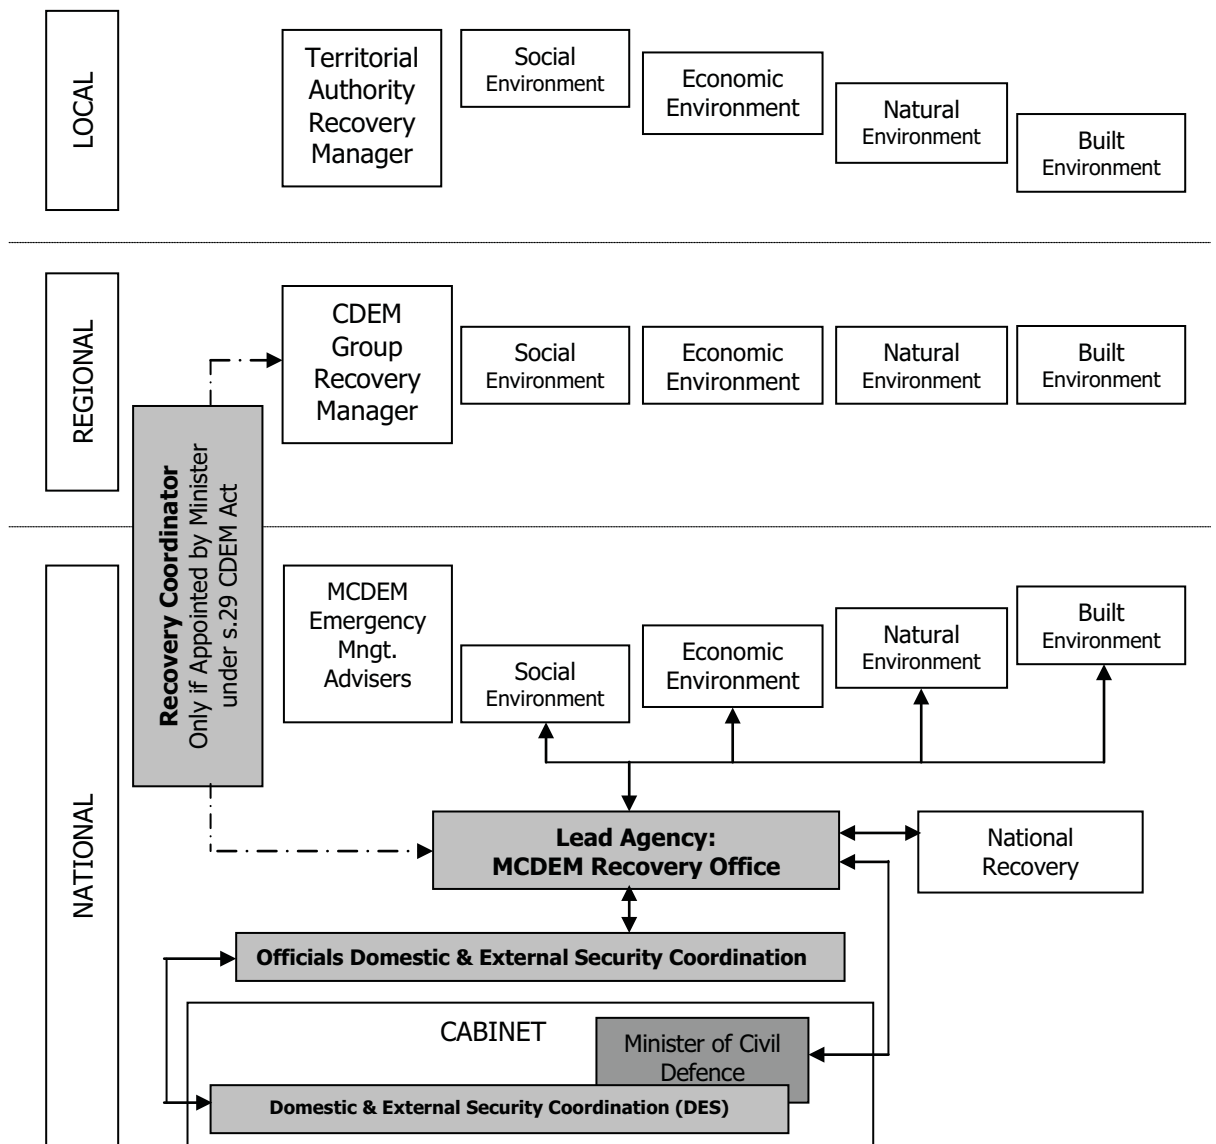 LOCAL
Territorial
Authority
Recovery
Manager
Social
Environment
Economic
Environment
Natural
Environment
Built
Environment
REGIONAL
CDEM
Group
Recovery
Manager
Social
Environment
Economic
Environment
Natural
Environment
Built
Environment
Recovery Coordinator
Only if Appointed by Minister
under s.29 CDEM Act
NATIONAL
MCDEM
Emergency
Mngt.
Advisers
Social
Environment
Economic
Environment
Natural
Environment
Built
Environment
Lead Agency:
MCDEM Recovery Office
National
Recovery
Officials Domestic & External Security Coordination
CABINET
Minister of Civil
Defence
Domestic & External Security Coordination (DES)